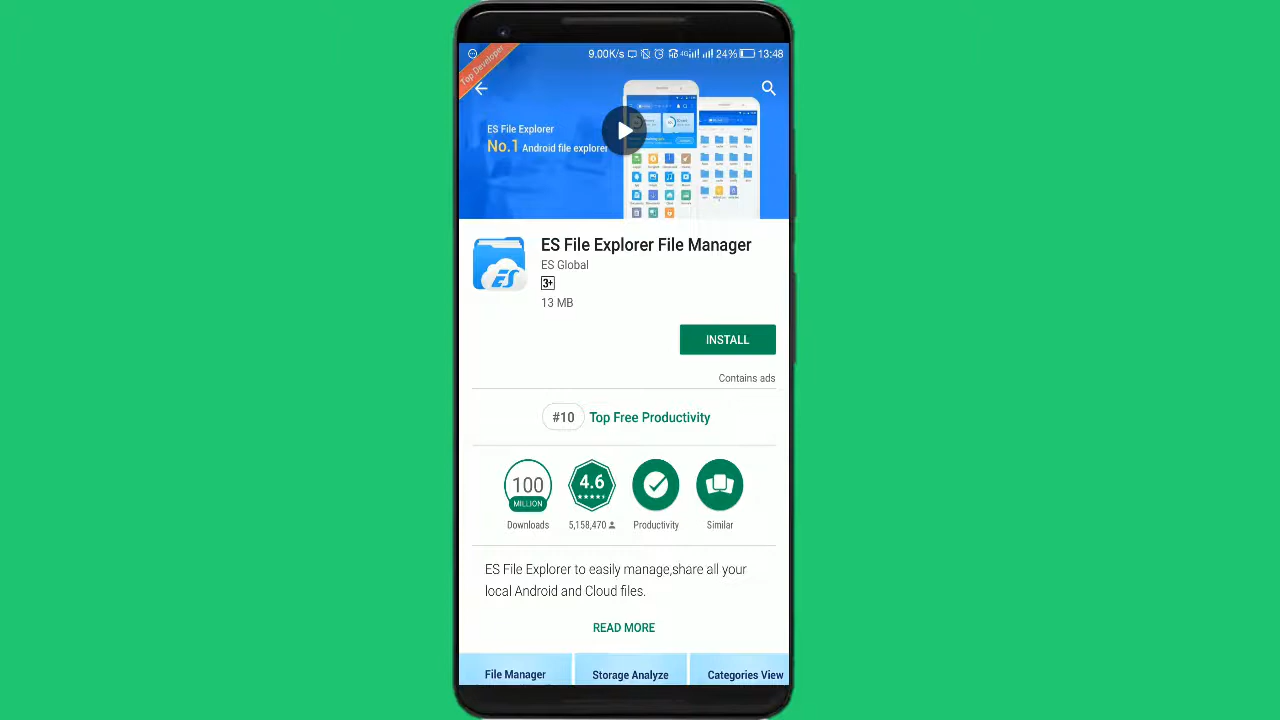 Top Developer
9.00K/s 4G 24% 13:48
ES File Explorer
No.1 Android file explorer
ES File Explorer File Manager
ES Global
3+
13 MB
ES
INSTALL
Contains ads
#10 Top Free Productivity
100
MILLION
4.6
Downloads 5,158,470 Productivity Similar
ES File Explorer to easily manage,share all your
local Android and Cloud files.
READ MORE
File Manager Storage Analyze Categories View